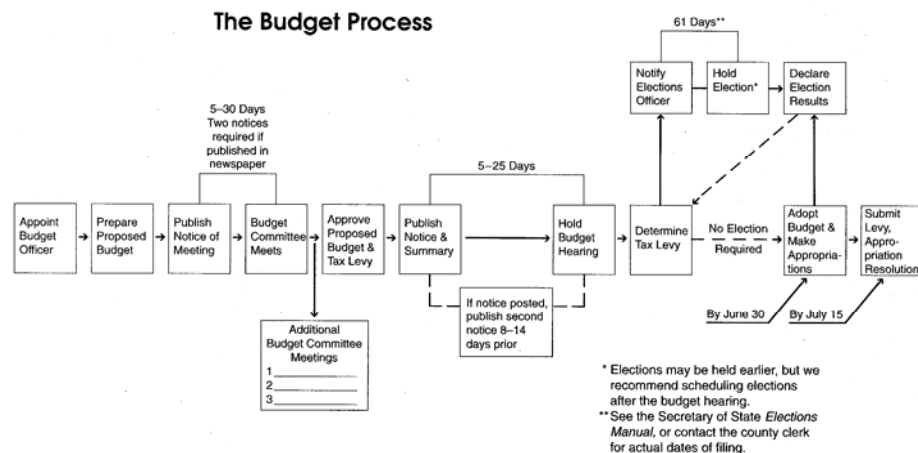 The Budget Process
61 Days**
Notify
Elections
Officer
Hold
Election*
Declare
Election
Results
5–30 Days
Two notices
required if
published in
newspaper
5–25 Days
Appoint
Budget
Officer
Prepare
Proposed
Budget
Publish
Notice of
Meeting
Budget
Committee
Meets
Approve
Proposed
Budget &
Tax Levy
Publish
Notice &
Summary
Hold
Budget
Hearing
Determine
Tax Levy
No Election
Required
Adopt
Budget &
Make
Appropria-
tions
Submit
Levy,
Appro-
priation
Resolution
If notice posted,
publish second
notice 8–14
days prior
By June 30
By July 15
Additional
Budget Committee
Meetings
1
2
3
* Elections may be held earlier, but we
recommend scheduling elections
after the budget hearing.
** See the Secretary of State Elections
Manual, or contact the county clerk
for actual dates of filing.